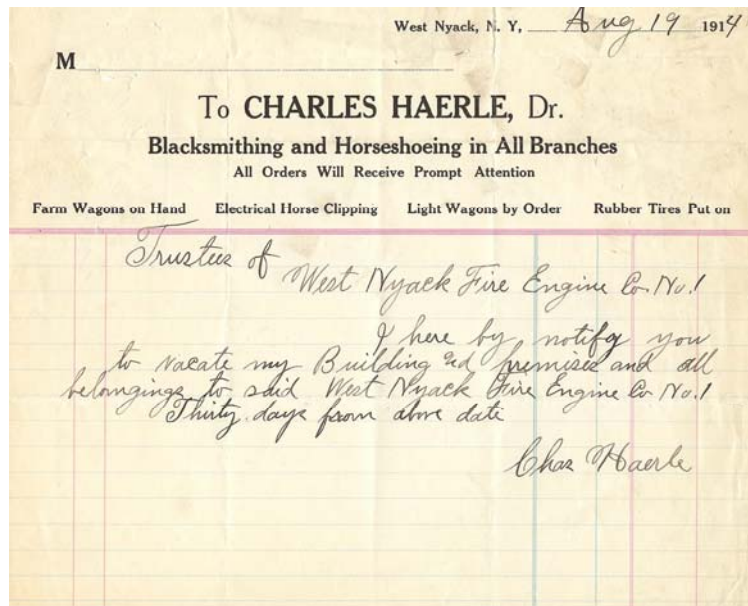 West Nyack, N. Y, Aug 19 1914
M
To CHARLES HAERLE, Dr.
Blacksmithing and Horseshoeing in All Branches
All Orders Will Receive Prompt Attention
Farm Wagons on Hand Electrical Horse Clipping Light Wagons by Order Rubber Tires Put on
Trustees of
West Nyack Fire Engine Co No. 1
I here by notify you
to vacate my Building and premises and all
belongings to said West Nyack Fire Engine Co No. 1
Thirty days from above date
Chas Haerle